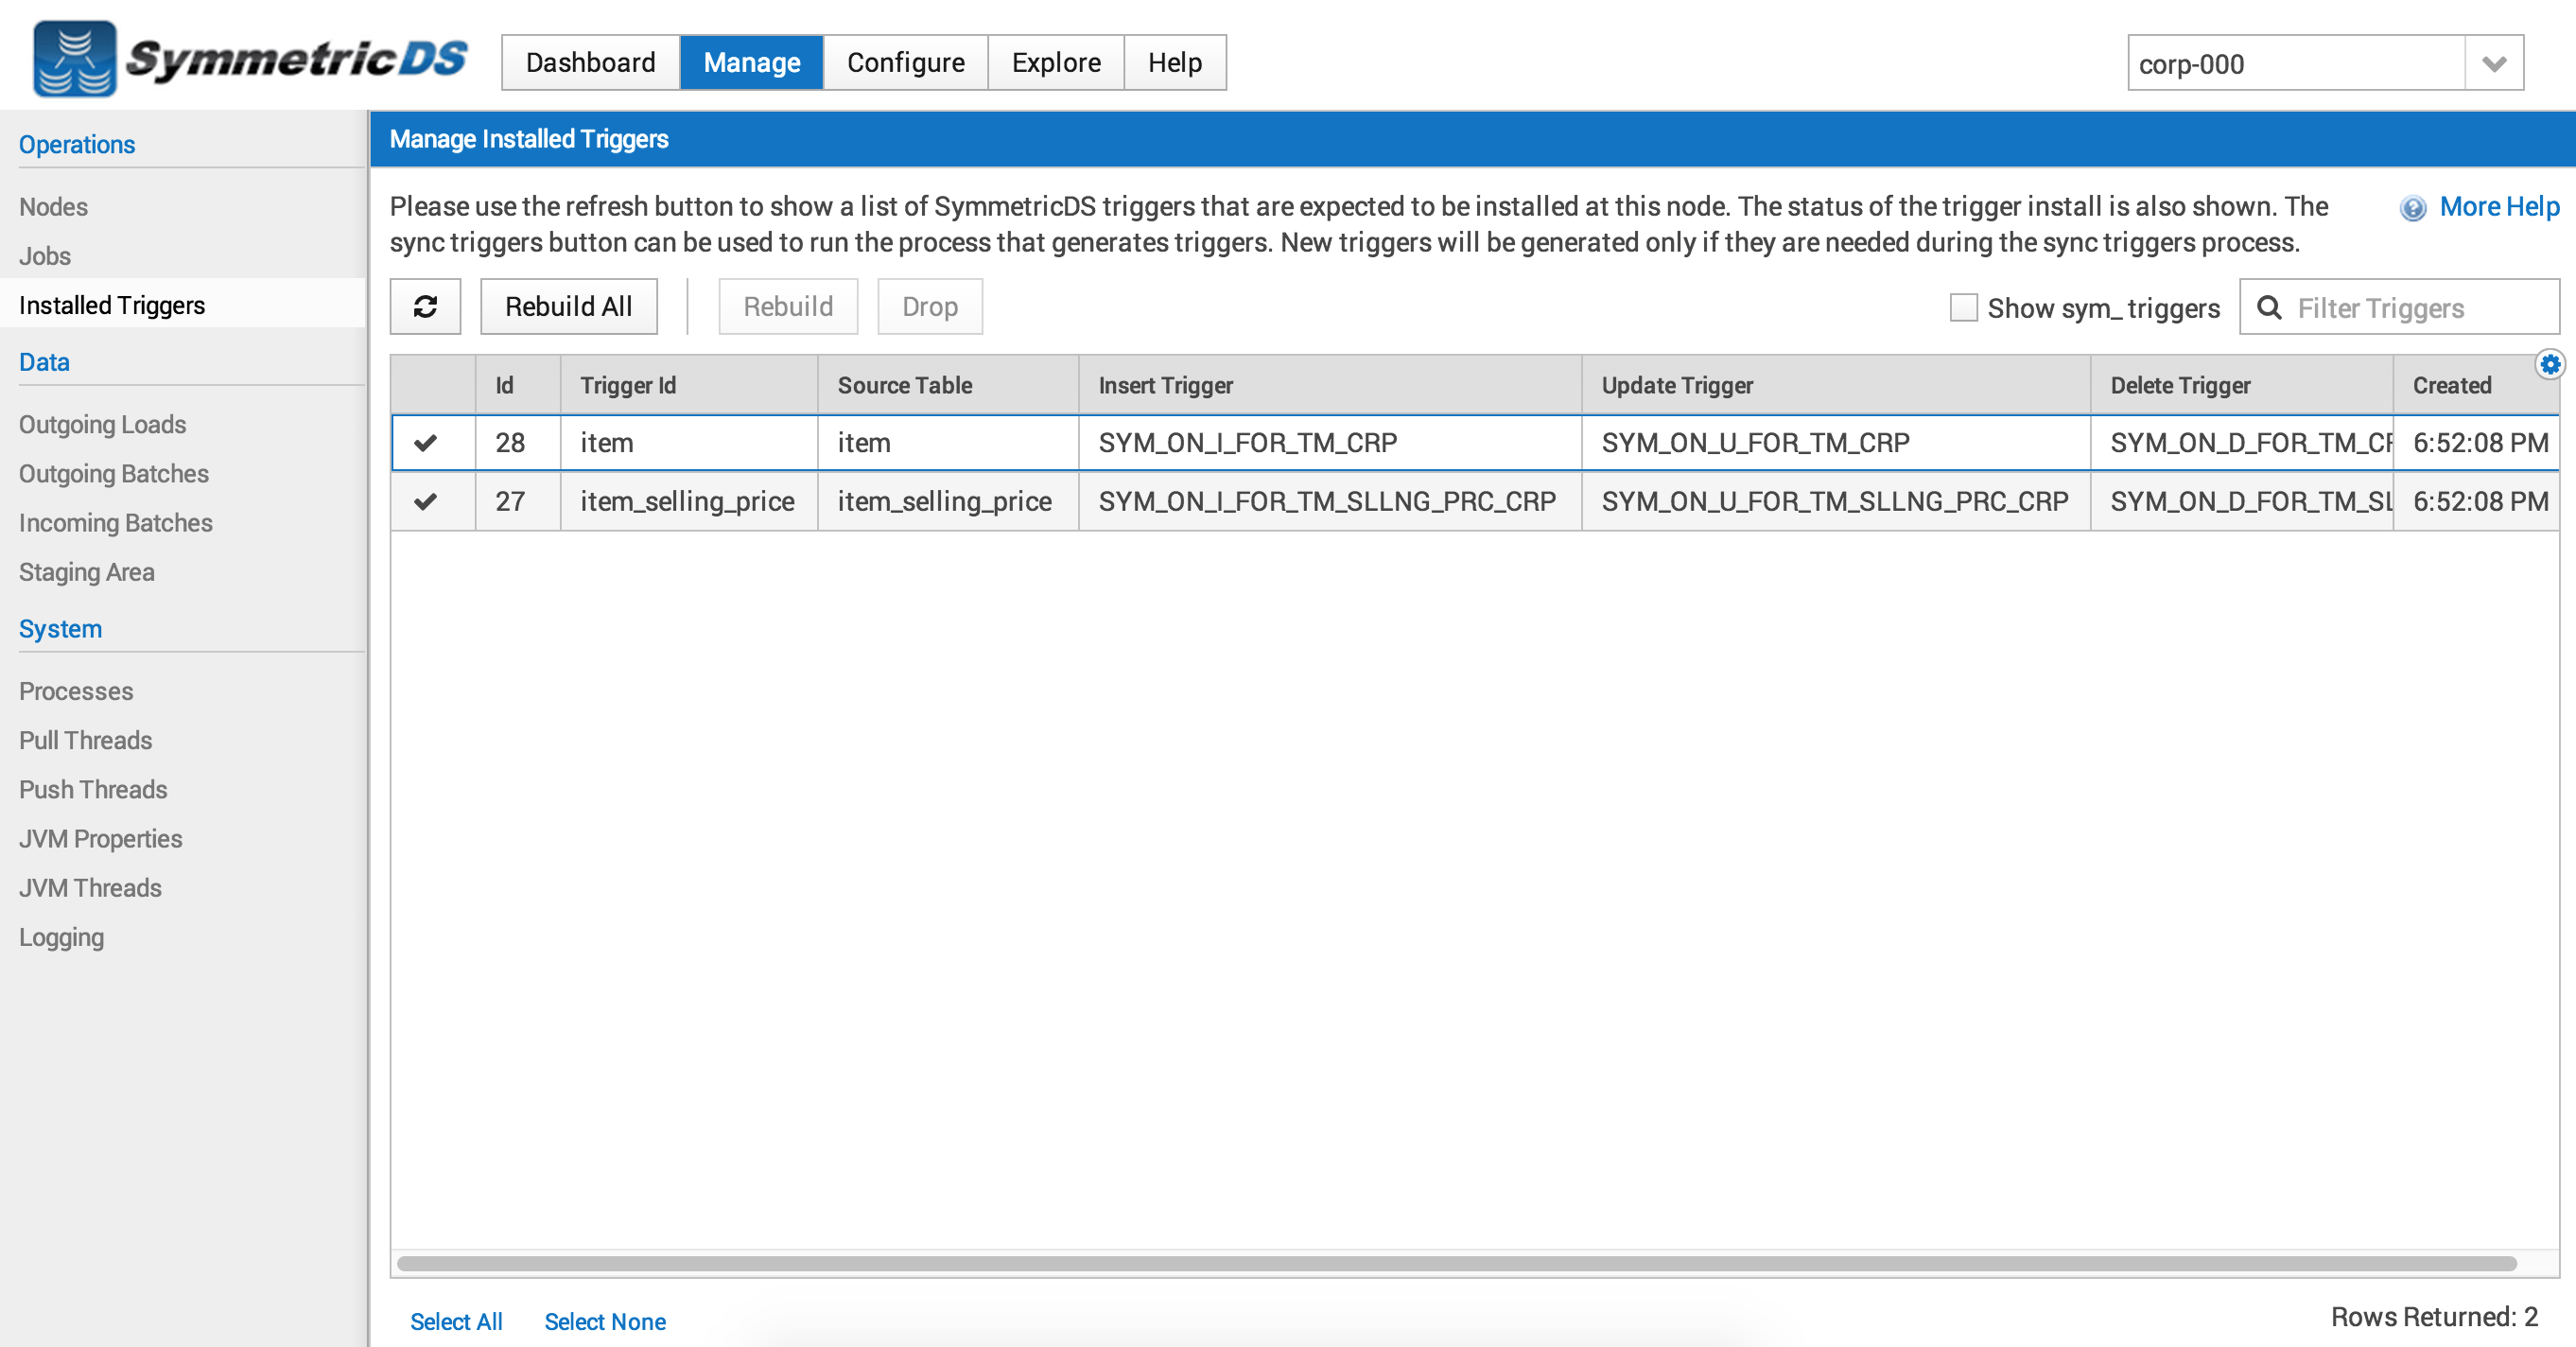 SymmetricDS
Dashboard Manage Configure Explore Help
corp-000
Operations
Nodes
Jobs
Installed Triggers
Data
Outgoing Loads
Outgoing Batches
Incoming Batches
Staging Area
System
Processes
Pull Threads
Push Threads
JVM Properties
JVM Threads
Logging
Manage Installed Triggers
Please use the refresh button to show a list of SymmetricDS triggers that are expected to be installed at this node. The status of the trigger install is also shown. The
sync triggers button can be used to run the process that generates triggers. New triggers will be generated only if they are needed during the sync triggers process.
More Help
Rebuild All Rebuild Drop Show sym_ triggers Filter Triggers
Id Trigger Id Source Table Insert Trigger Update Trigger Delete Trigger Created
28 item item SYM_ON_I_FOR_TM_CRP SYM_ON_U_FOR_TM_CRP SYM_ON_D_FOR_TM_CR 6:52:08 PM
27 item_selling_price item_selling_price SYM_ON_I_FOR_TM_SLLNG_PRC_CRP SYM_ON_U_FOR_TM_SLLNG_PRC_CRP SYM_ON_D_FOR_TM_SL 6:52:08 PM
Select All Select None Rows Returned: 2